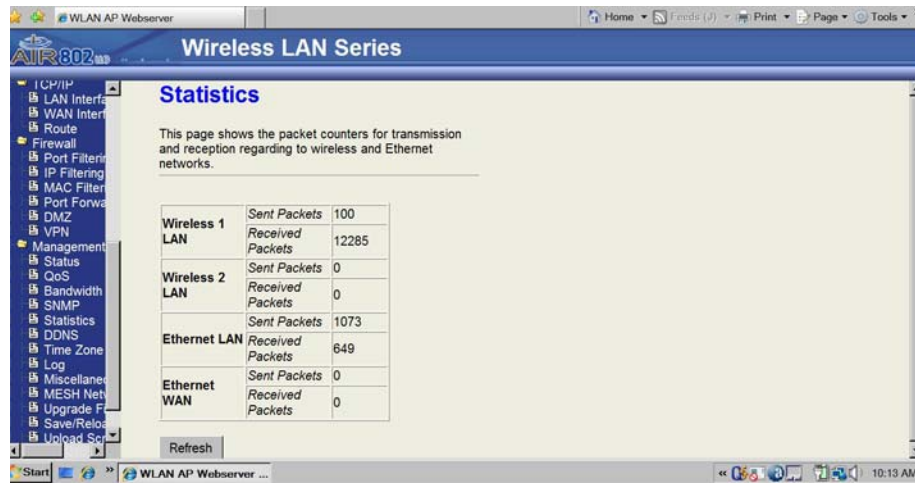 WLAN AP Webserver
Home
Feeds (J)
Print
Page
Tools
AIR802
Wireless LAN Series
TCP/IP
LAN Interfa
WAN Interf
Route
Firewall
Port Filterin
IP Filtering
MAC Filter
Port Forwa
DMZ
VPN
Management
Status
QoS
Bandwidth
SNMP
Statistics
DDNS
Time Zone
Log
Miscellane
MESH Net
Upgrade Fi
Save/Reloa
Upload Scr
Statistics
This page shows the packet counters for transmission
and reception regarding to wireless and Ethernet
networks.
Wireless 1 LAN
Sent Packets 100
Received Packets 12285
Wireless 2 LAN
Sent Packets 0
Received Packets 0
Ethernet LAN
Sent Packets 1073
Received Packets 649
Ethernet WAN
Sent Packets 0
Received Packets 0
Refresh
Start
WLAN AP Webserver ...
10:13 AM